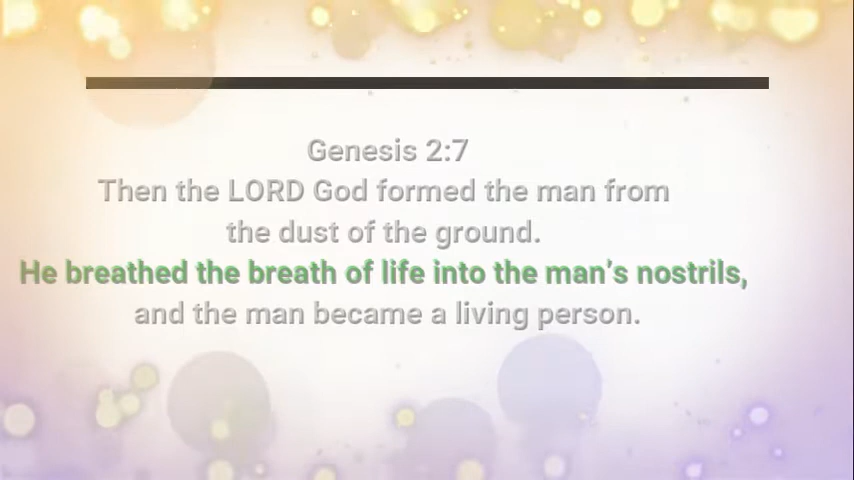 Genesis 2:7
Then the LORD God formed the man from
the dust of the ground.
He breathed the breath of life into the man's nostrils,
and the man became a living person.